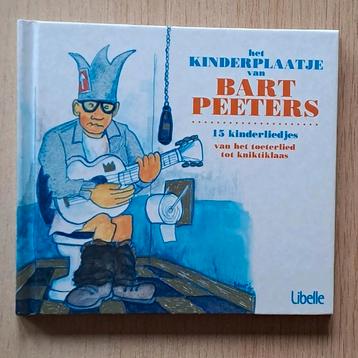 het
KINDERPLAATJE
van
BART
PEETERS
15 kinderliedjes
van het toeterlied
tot kniktiklaas
Libelle